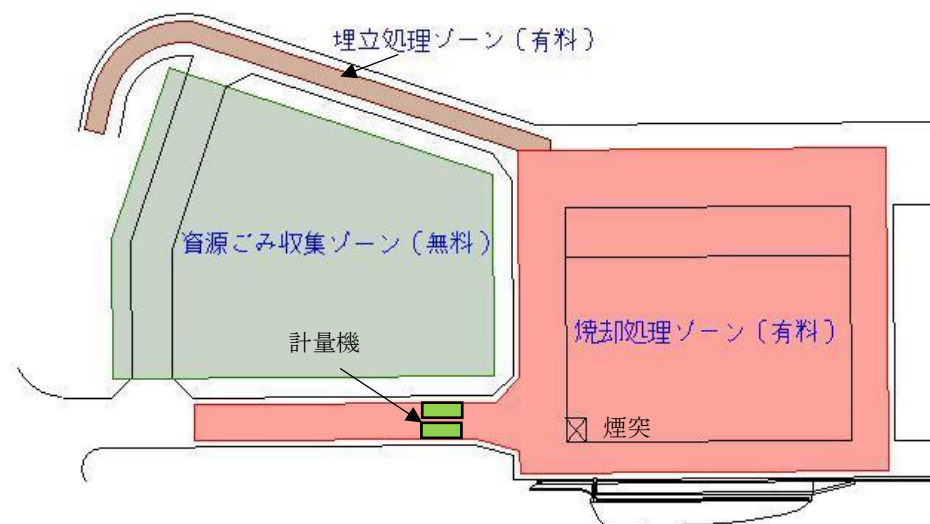 埋立処理ゾーン（有料）
資源ごみ収集ゾーン（無料）
計量機
焼却処理ゾーン（有料）
煙突